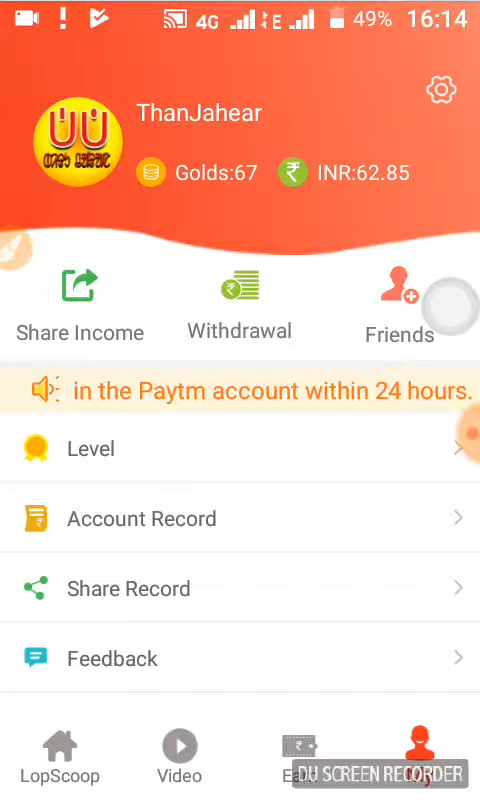 4G E 49% 16:14
ThanJahear
Golds:67 INR:62.85
Share Income Withdrawal Friends
in the Paytm account within 24 hours.
Level
Account Record
Share Record
Feedback
LopScoop Video
DU SCREEN RECORDER